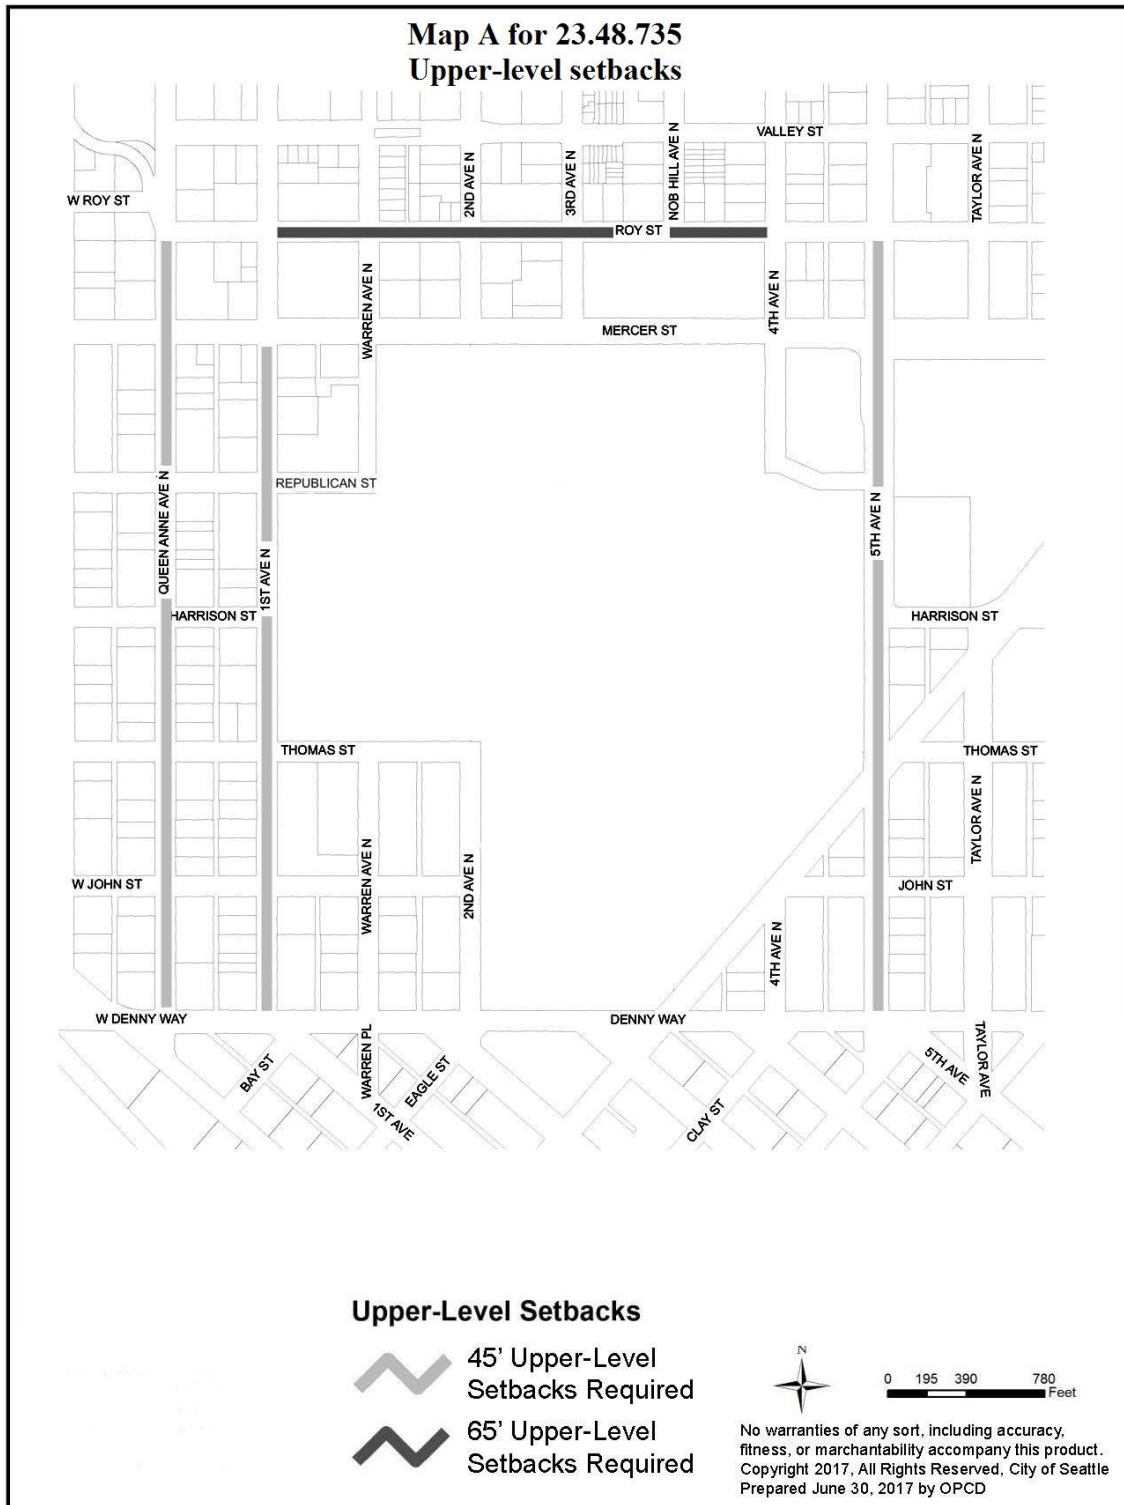 Map A for 23.48.735
Upper-level setbacks
VALLEY ST
NOB HILL AVE N
2ND AVE N
3RD AVE N
TAYLOR AVE N
W ROY ST
ROY ST
WARREN AVE N
4TH AVE N
MERCER ST
QUEEN ANNE AVE N
REPUBLICAN ST
5TH AVE N
1ST AVE N
HARRISON ST
HARRISON ST
THOMAS ST
THOMAS ST
TAYLOR AVE N
WARREN AVE N
2ND AVE N
W JOHN ST
JOHN ST
4TH AVE N
W DENNY WAY
DENNY WAY
BAY ST
WARREN PL
EAGLE ST
1ST AVE
CLAY ST
5TH AVE
TAYLOR AVE
Upper-Level Setbacks
45' Upper-Level
Setbacks Required
65' Upper-Level
Setbacks Required
N
0 195 390 780
Feet
No warranties of any sort, including accuracy,
fitness, or marchantability accompany this product.
Copyright 2017, All Rights Reserved, City of Seattle
Prepared June 30, 2017 by OPCD